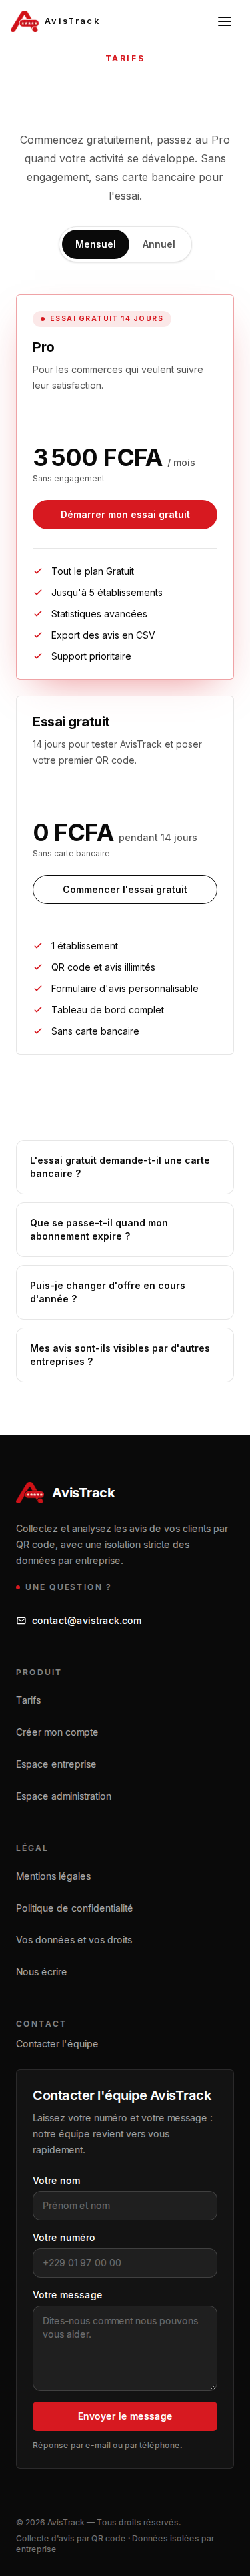 AvisTrack
TARIFS
Commencez gratuitement, passez au Pro
quand votre activité se développe. Sans
engagement, sans carte bancaire pour
l'essai.
Mensuel
Annuel
ESSAI GRATUIT 14 JOURS
Pro
Pour les commerces qui veulent suivre
leur satisfaction.
3 500 FCFA / mois
Sans engagement
Démarrer mon essai gratuit
Tout le plan Gratuit
Jusqu'à 5 établissements
Statistiques avancées
Export des avis en CSV
Support prioritaire
Essai gratuit
14 jours pour tester AvisTrack et poser
votre premier QR code.
0 FCFA pendant 14 jours
Sans carte bancaire
Commencer l'essai gratuit
1 établissement
QR code et avis illimités
Formulaire d'avis personnalisable
Tableau de bord complet
Sans carte bancaire
L'essai gratuit demande-t-il une carte
bancaire ?
Que se passe-t-il quand mon
abonnement expire ?
Puis-je changer d'offre en cours
d'année ?
Mes avis sont-ils visibles par d'autres
entreprises ?
AvisTrack
Collectez et analysez les avis de vos clients par
QR code, avec une isolation stricte des
données par entreprise.
UNE QUESTION ?
contact@avistrack.com
PRODUIT
Tarifs
Créer mon compte
Espace entreprise
Espace administration
LÉGAL
Mentions légales
Politique de confidentialité
Vos données et vos droits
Nous écrire
CONTACT
Contacter l'équipe
Contacter l'équipe AvisTrack
Laissez votre numéro et votre message :
notre équipe revient vers vous
rapidement.
Votre nom
Prénom et nom
Votre numéro
+229 01 97 00 00
Votre message
Dites-nous comment nous pouvons
vous aider.
Envoyer le message
Réponse par e-mail ou par téléphone.
© 2026 AvisTrack — Tous droits réservés.
Collecte d'avis par QR code · Données isolées par
entreprise